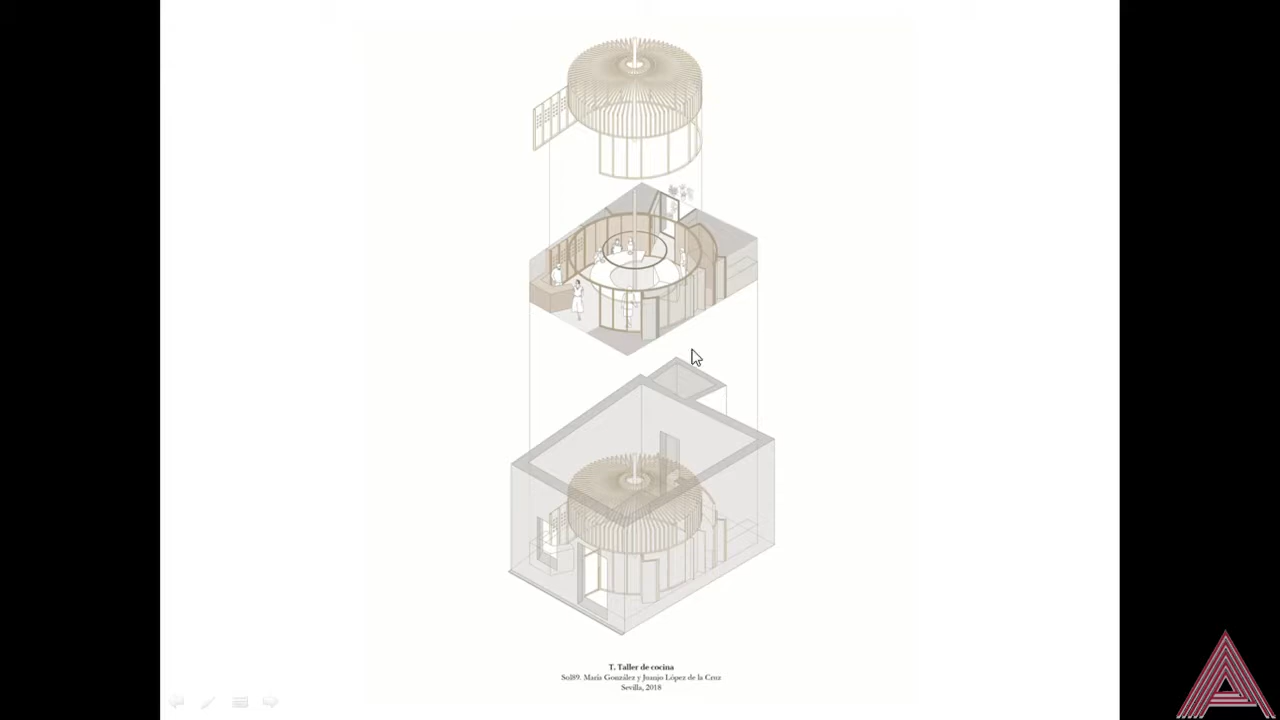 T. Taller de cocina
Sol89. María González y Juanjo López de la Cruz
Sevilla, 2018